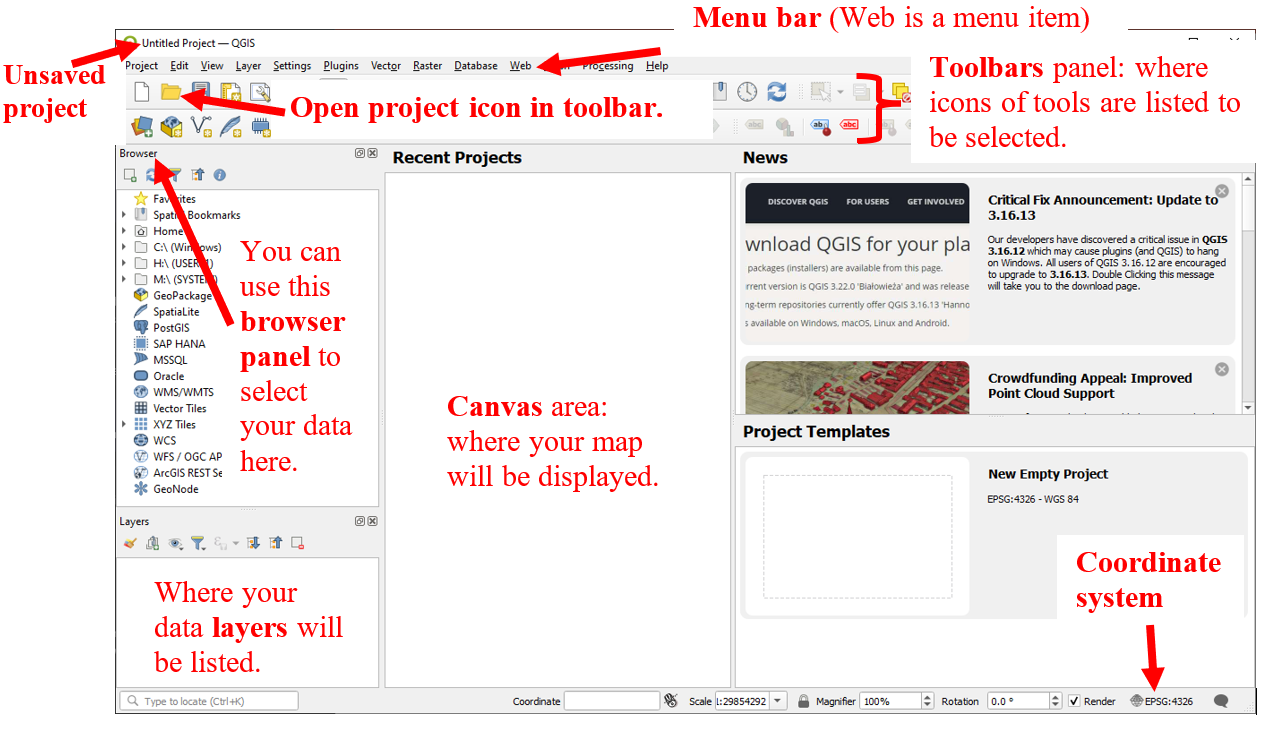 Menu bar (Web is a menu item)
Untitled Project — QGIS
Unsaved
project
Project Edit View Layer Settings Plugins Vector Raster Database Web Processing Help
Toolbars panel: where
icons of tools are listed to
be selected.
Open project icon in toolbar.
abc ab abc
Browser
Recent Projects
News
Favorites
Spatial Bookmarks
Home
C:\ (Windows)
H:\
M:\
GeoPackage
SpatiaLite
PostGIS
SAP HANA
MSSQL
Oracle
WMS/WMTS
Vector Tiles
XYZ Tiles
WCS
WFS / OGC AP
ArcGIS REST Se
GeoNode
You can
use this
browser
panel to
select
your data
here.
Canvas area:
where your map
will be displayed.
DISCOVER QGIS FOR USERS GET INVOLVED
wnload QGIS for your pla
packages (installers) are available from this page.
rrent version is QGIS 3.22.0 'Białowieża' and was release
ng-term repositories currently offer QGIS 3.16.13 'Hanno
s available on Windows, macOS, Linux and Android.
Critical Fix Announcement: Update to
3.16.13
Our developers have discovered a critical issue in QGIS
3.16.12 which may cause plugins (and QGIS) to hang
on Windows. All users of QGIS 3.16.12 are encouraged
to upgrade to 3.16.13. Double Clicking this message
will take you to the download page.
Crowdfunding Appeal: Improved
Point Cloud Support
Project Templates
New Empty Project
EPSG:4326 - WGS 84
Layers
Where your
data layers will
be listed.
Coordinate
system
Type to locate (Ctrl+K)
Coordinate
Scale 1:29854292
Magnifier 100%
Rotation 0.0 °
Render
EPSG:4326